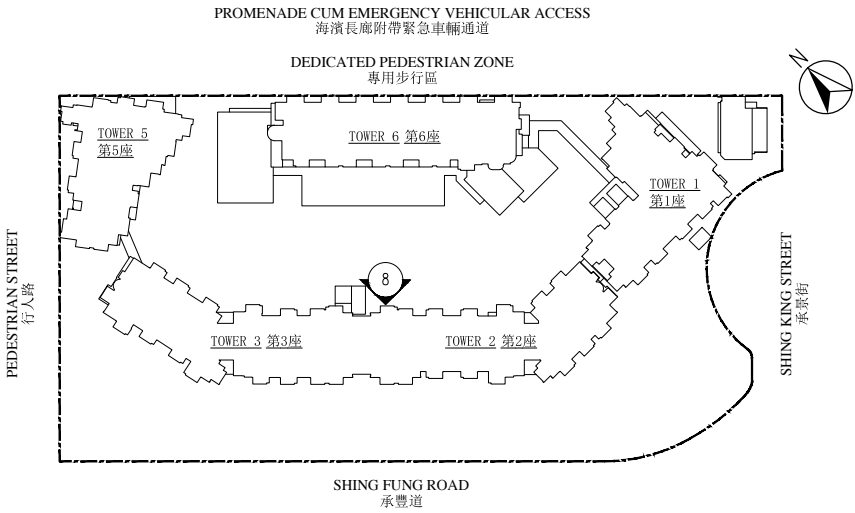 PROMENADE CUM EMERGENCY VEHICULAR ACCESS
海濱長廊附帶緊急車輛通道
DEDICATED PEDESTRIAN ZONE
專用步行區
N
TOWER 5
第5座
TOWER 6 第6座
TOWER 1
第1座
PEDESTRIAN STREET
行人路
8
SHING KING STREET
承景街
TOWER 3 第3座
TOWER 2 第2座
SHING FUNG ROAD
承豐道